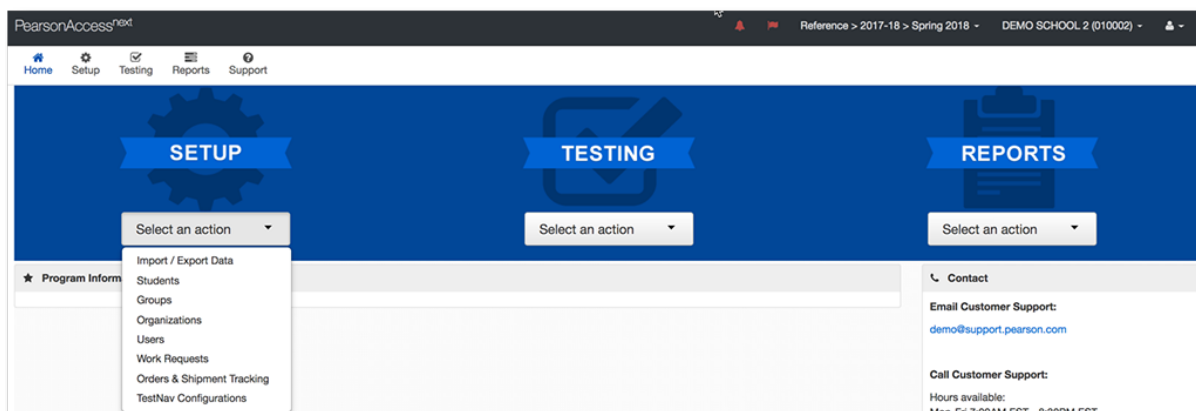 PearsonAccessnext
Reference > 2017-18 > Spring 2018
DEMO SCHOOL 2 (010002)
Home Setup Testing Reports Support
SETUP
TESTING
REPORTS
Select an action
Select an action
Select an action
Import / Export Data
Students
Groups
Organizations
Users
Work Requests
Orders & Shipment Tracking
TestNav Configurations
Program Inform
Contact
Email Customer Support:
demo@support.pearson.com
Call Customer Support:
Hours available: